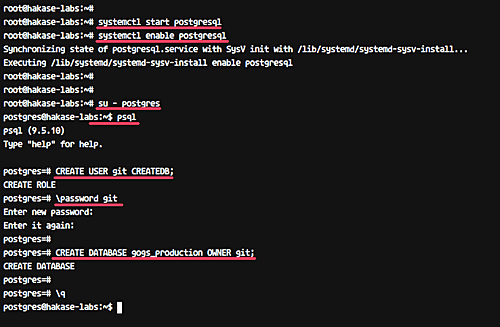 root@hakase-labs:~#
root@hakase-labs:~# systemctl start postgresql
root@hakase-labs:~# systemctl enable postgresql
Synchronizing state of postgresql.service with SysV init with /lib/systemd/systemd-sysv-install...
Executing /lib/systemd/systemd-sysv-install enable postgresql
root@hakase-labs:~#
root@hakase-labs:~#
root@hakase-labs:~# su - postgres
postgres@hakase-labs:~$ psql
psql (9.5.10)
Type "help" for help.
postgres=# CREATE USER git CREATEDB;
CREATE ROLE
postgres=# \password git
Enter new password:
Enter it again:
postgres=#
postgres=# CREATE DATABASE gogs_production OWNER git;
CREATE DATABASE
postgres=#
postgres=# \q
postgres@hakase-labs:~$